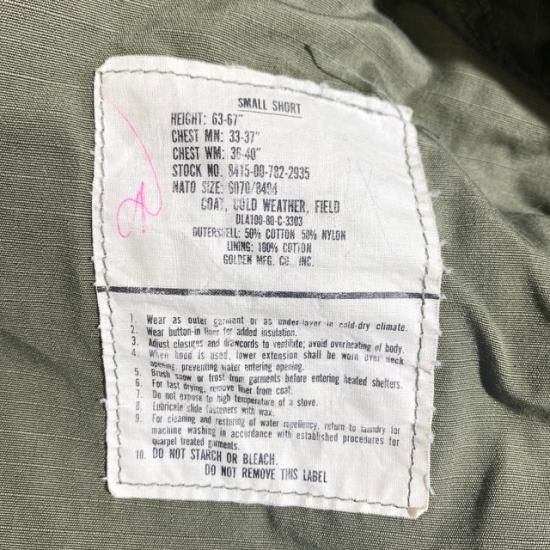 SMALL SHORT
HEIGHT: 63-67"
CHEST MN: 33-37"
CHEST WM: 36-40"
STOCK NO. 8415-00-782-2935
NATO SIZE: 6070/8494
COAT, COLD WEATHER, FIELD
DLA100-80-C-3303
OUTERSHELL: 50% COTTON 50% NYLON
LINING: 100% COTTON
GOLDEN MFG. CO. INC.
1. Wear as outer garment or as under-layer in cold-dry climate.
2. Wear button-in liner for added insulation.
3. Adjust closures and drawcords to ventilate; avoid overheating of body.
4. When hood is used, lower extension shall be worn over neck
opening, preventing water entering opening.
5. Brush snow or frost from garments before entering heated shelters.
6. For fast drying, remove liner from coat.
7. Do not expose to high temperature of a stove.
8. Lubricate slide fasteners with wax.
9. For cleaning and restoring of water repellency, return to laundry for
machine washing in accordance with established procedures for
quarpel treated garments.
10. DO NOT STARCH OR BLEACH.
DO NOT REMOVE THIS LABEL